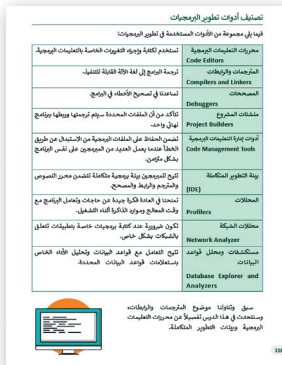 تصنيف أدوات تطوير البرمجيات
فيما يلي مجموعة من الأدوات المستخدمة في تطوير البرمجيات:
محررات التعليمات البرمجية
Code Editors
تستخدم لكتابة وإجراء التغييرات الخاصة بالتعليمات البرمجية.
المترجمات والرابطات
Compilers and Linkers
ترجمة البرامج إلى لغة الآلة القابلة للتنفيذ.
المصححات
Debuggers
تساعدنا في تصحيح الأخطاء في البرامج.
منشئات المشروع
Project Builders
تتأكد من أن الملفات المحددة سيتم ترجمتها وربطها ببرنامج
نهائي واحد.
أدوات إدارة التعليمات البرمجية
Code Management Tools
تضمن الحفاظ على الملفات البرمجية من الاستبدال عن طريق
الخطأ عندما يعمل العديد من المبرمجين على نفس البرنامج
بشكل متزامن.
بيئة التطوير المتكاملة
(IDE)
تتيح للمبرمجين بيئة برمجية متكاملة تتضمن محرر النصوص
والمترجم والرابط والمصحح.
المحللات
Profilers
تمنحنا في العادة فكرة جيدة عن حاجات وتعامل البرنامج مع
وقت المعالج وموارد الذاكرة أثناء التشغيل.
محللات الشبكة
Network Analyzer
تكون ضرورية عند كتابة برمجيات خاصة بتطبيقات تتعلق
بالشبكات بشكل خاص.
مستكشفات ومحلل قواعد
البيانات
Database Explorer and
Analyzers
تتيح التعامل مع قواعد البيانات وتحليل الأداء الخاص
باستعلامات قواعد البيانات المحددة.
سبق وتناولنا موضوع المترجمات والرابطات،
وسنتحدث في هذا الدرس تفصيلاً عن محررات التعليمات
البرمجية وبيئات التطوير المتكاملة.